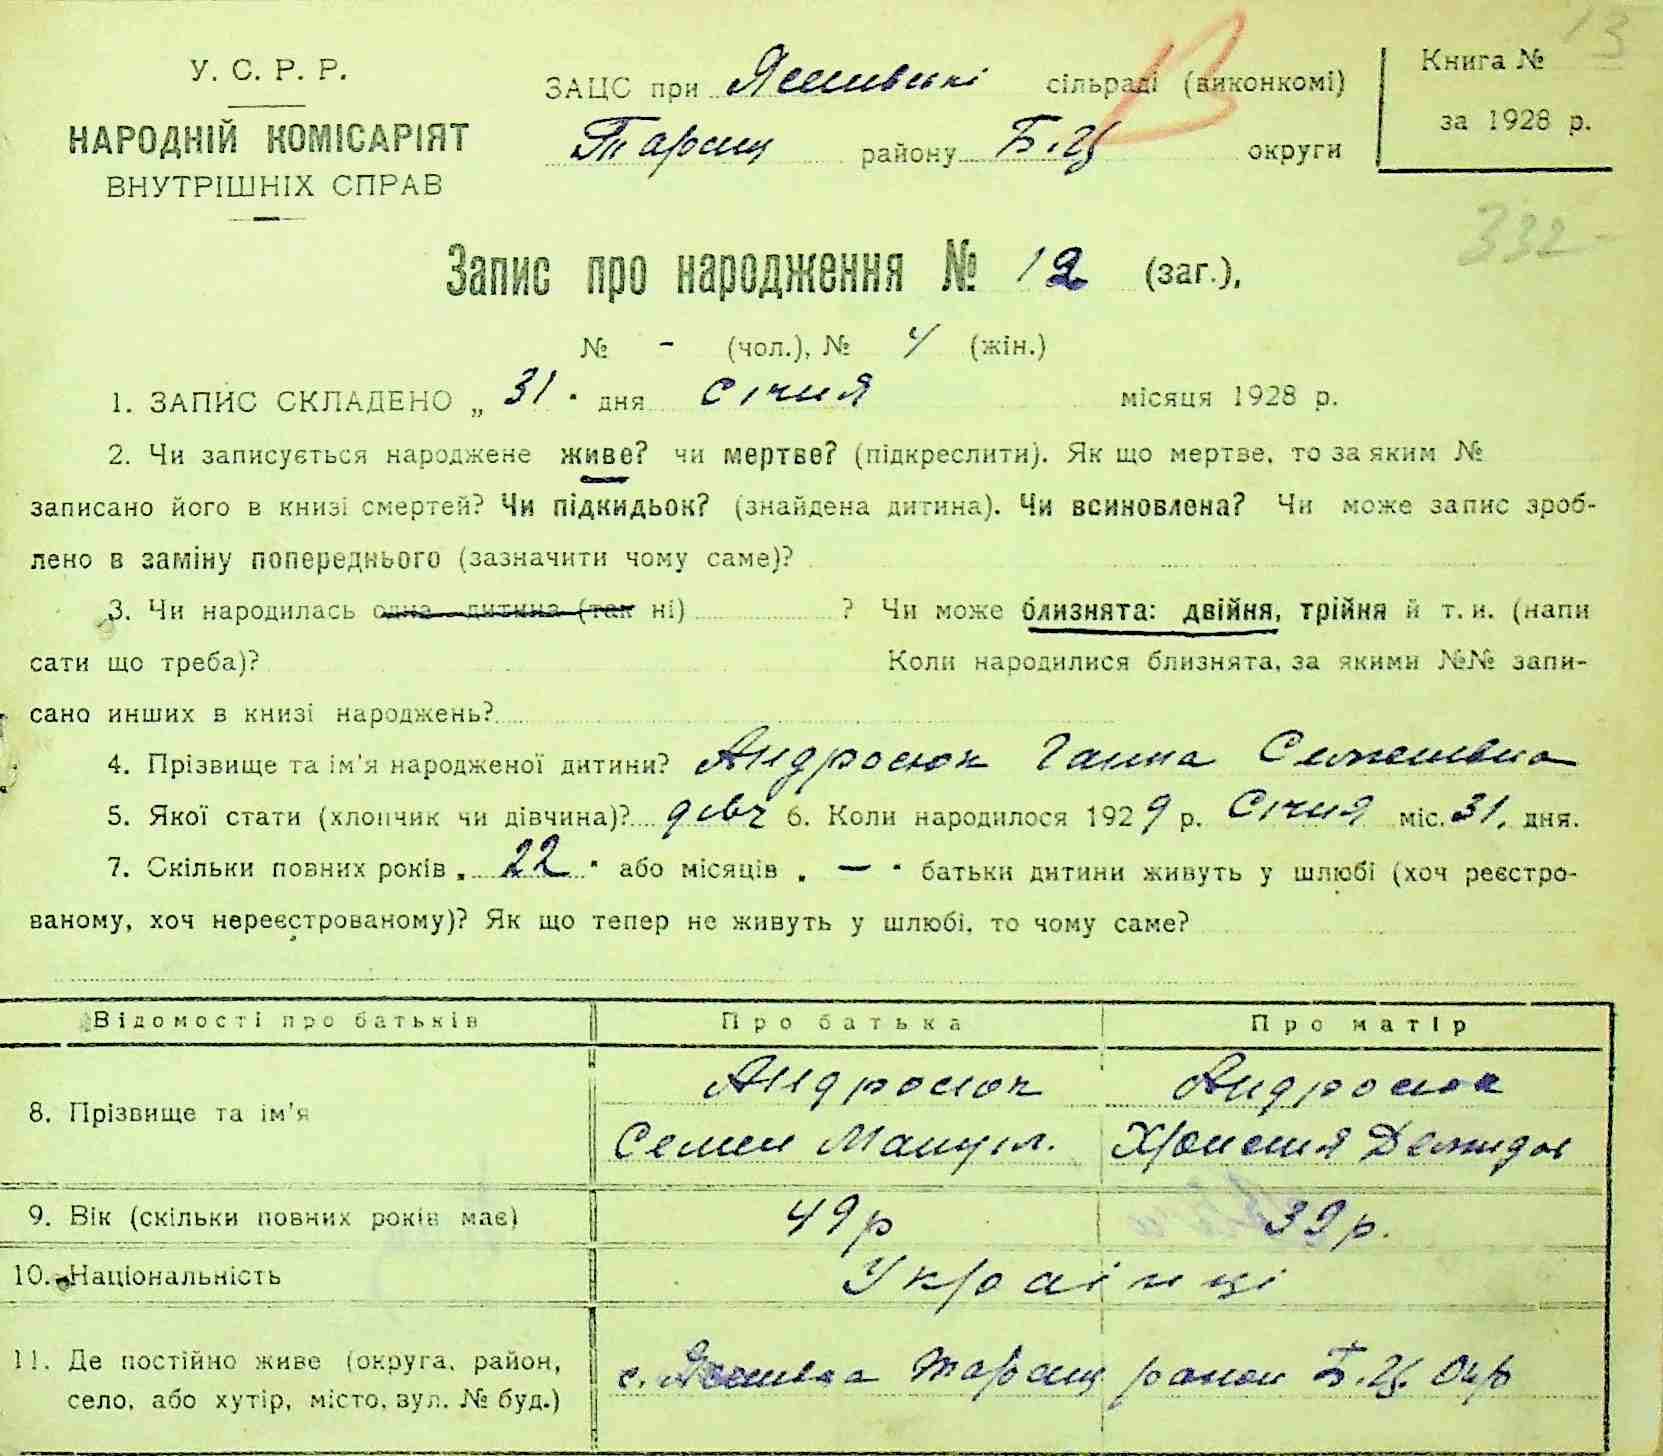 13
У. С. Р. Р.
НАРОДНІЙ КОМІСАРІЯТ
ВНУТРІШНІХ СПРАВ
ЗАЦС при сільраді (виконкомі)
Таращ району Б.Ц округи
Книга №
за 1928 р.
332
Запис про народження № 12 (заг.),
№ - (чол.), № 4 (жін.)
1. ЗАПИС СКЛАДЕНО „ 31 " дня Січня місяця 1928 р.
2. Чи записується народжене живе? чи мертве? (підкреслити). Як що мертве, то за яким №
записано його в книзі смертей? Чи підкидьок? (знайдена дитина). Чи всиновлена? Чи може запис зроб-
лено в заміну попереднього (зазначити чому саме)?
3. Чи народилась одна дитина (так ні) ? Чи може близнята: двійня, трійня й т. и. (напи
сати що треба)? Коли народилися близнята, за якими №№ запи-
сано инших в книзі народжень?
4. Прізвище та ім'я народженої дитини? Андросюк Ганна Семенівна
5. Якої стати (хлопчик чи дівчина)? дівч 6. Коли народилося 1929 р. Січня міс. 31. дня.
7. Скільки повних років „ 22 " або місяців „ — " батьки дитини живуть у шлюбі (хоч реєстро-
ваному, хоч нереєстрованому)? Як що тепер не живуть у шлюбі, то чому саме?
Відомості про батьків Про батька Про матір
8. Прізвище та ім'я Андросюк Андросюк
Семен Мануїл. Демидов
9. Вік (скільки повних років має) 49 р 39 р.
10. Національність Українці
11. Де постійно живе (округа, район,
село, або хутір, місто, вул. № буд.) с. Таращ район Б.Ц. Окр